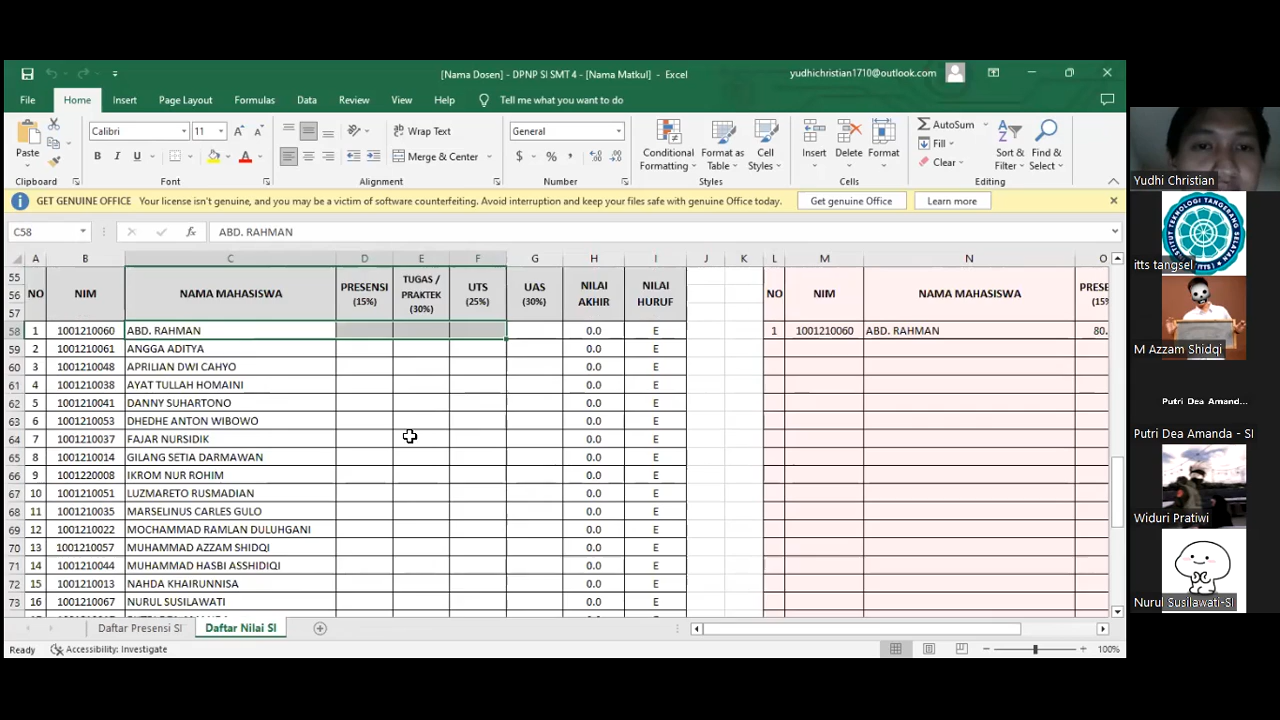 [Nama Dosen] - DPNP SI SMT 4 - [Nama Matkul] - Excel
yudhichristian1710@outlook.com
File Home Insert Page Layout Formulas Data Review View Help Tell me what you want to do
Paste
Calibri 11
B I U
Wrap Text
Merge & Center
General
$ % ,
Conditional Formatting
Format as Table
Cell Styles
Insert Delete Format
AutoSum
Fill
Clear
Sort & Filter
Find & Select
Clipboard Font Alignment Number Styles Cells Editing
GET GENUINE OFFICE Your license isn't genuine, and you may be a victim of software counterfeiting. Avoid interruption and keep your files safe with genuine Office today. Get genuine Office Learn more
C58 fx ABD. RAHMAN
A B C D E F G H I J K L M N O
55
56
57
NO NIM NAMA MAHASISWA PRESENSI (15%) TUGAS / PRAKTEK (30%) UTS (25%) UAS (30%) NILAI AKHIR NILAI HURUF NO NIM NAMA MAHASISWA PRESE (15%
58 1 1001210060 ABD. RAHMAN 0.0 E 1 1001210060 ABD. RAHMAN 80.
59 2 1001210061 ANGGA ADITYA 0.0 E
60 3 1001210048 APRILIAN DWI CAHYO 0.0 E
61 4 1001210038 AYAT TULLAH HOMAINI 0.0 E
62 5 1001210041 DANNY SUHARTONO 0.0 E
63 6 1001210053 DHEDHE ANTON WIBOWO 0.0 E
64 7 1001210037 FAJAR NURSIDIK 0.0 E
65 8 1001210014 GILANG SETIA DARMAWAN 0.0 E
66 9 1001220008 IKROM NUR ROHIM 0.0 E
67 10 1001210051 LUZMARETO RUSMADIAN 0.0 E
68 11 1001210035 MARSELINUS CARLES GULO 0.0 E
69 12 1001210022 MOCHAMMAD RAMLAN DULUHGANI 0.0 E
70 13 1001210057 MUHAMMAD AZZAM SHIDQI 0.0 E
71 14 1001210044 MUHAMMAD HASBI ASSHIDIQI 0.0 E
72 15 1001210013 NAHDA KHAIRUNNISA 0.0 E
73 16 1001210067 NURUL SUSILAWATI 0.0 E
Daftar Presensi SI Daftar Nilai SI
Ready Accessibility: Investigate 100%
Yudhi Christian
itts tangsel
M Azzam Shidqi
Putri Dea Amand...
Putri Dea Amanda - SI
Widuri Pratiwi
Nurul Susilawati-SI